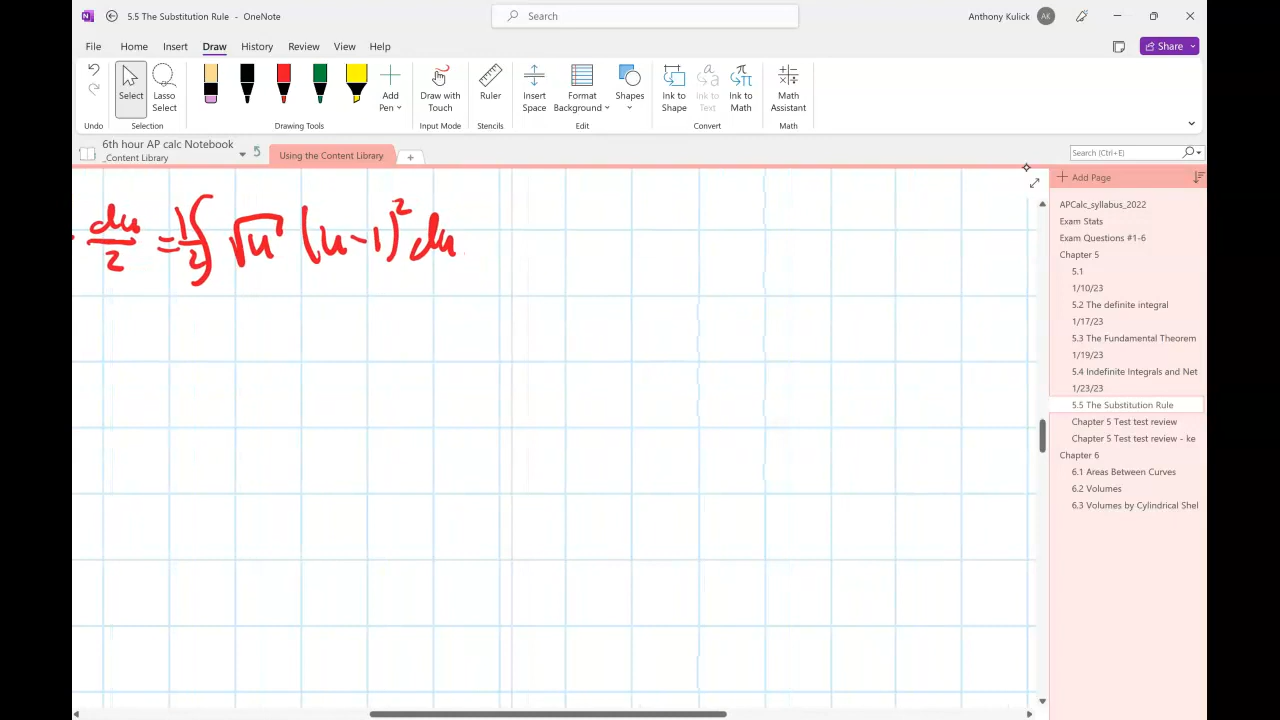 5.5 The Substitution Rule - OneNote
Search
Anthony Kulick AK
File Home Insert Draw History Review View Help
Share
Undo
Select
Lasso Select
Add Pen
Draw with Touch
Ruler
Insert Space
Format Background
Shapes
Ink to Shape
Ink to Text
Ink to Math
Math Assistant
Selection Drawing Tools Input Mode Stencils Edit Convert Math
6th hour AP calc Notebook
_Content Library
Using the Content Library
+
Search (Ctrl+E)
Add Page
· du/2 = 1/2 ∫ √u (u-1)² du
APCalc_syllabus_2022
Exam Stats
Exam Questions #1-6
Chapter 5
5.1
1/10/23
5.2 The definite integral
1/17/23
5.3 The Fundamental Theorem
1/19/23
5.4 Indefinite Integrals and Net
1/23/23
5.5 The Substitution Rule
Chapter 5 Test test review
Chapter 5 Test test review - ke
Chapter 6
6.1 Areas Between Curves
6.2 Volumes
6.3 Volumes by Cylindrical Shel